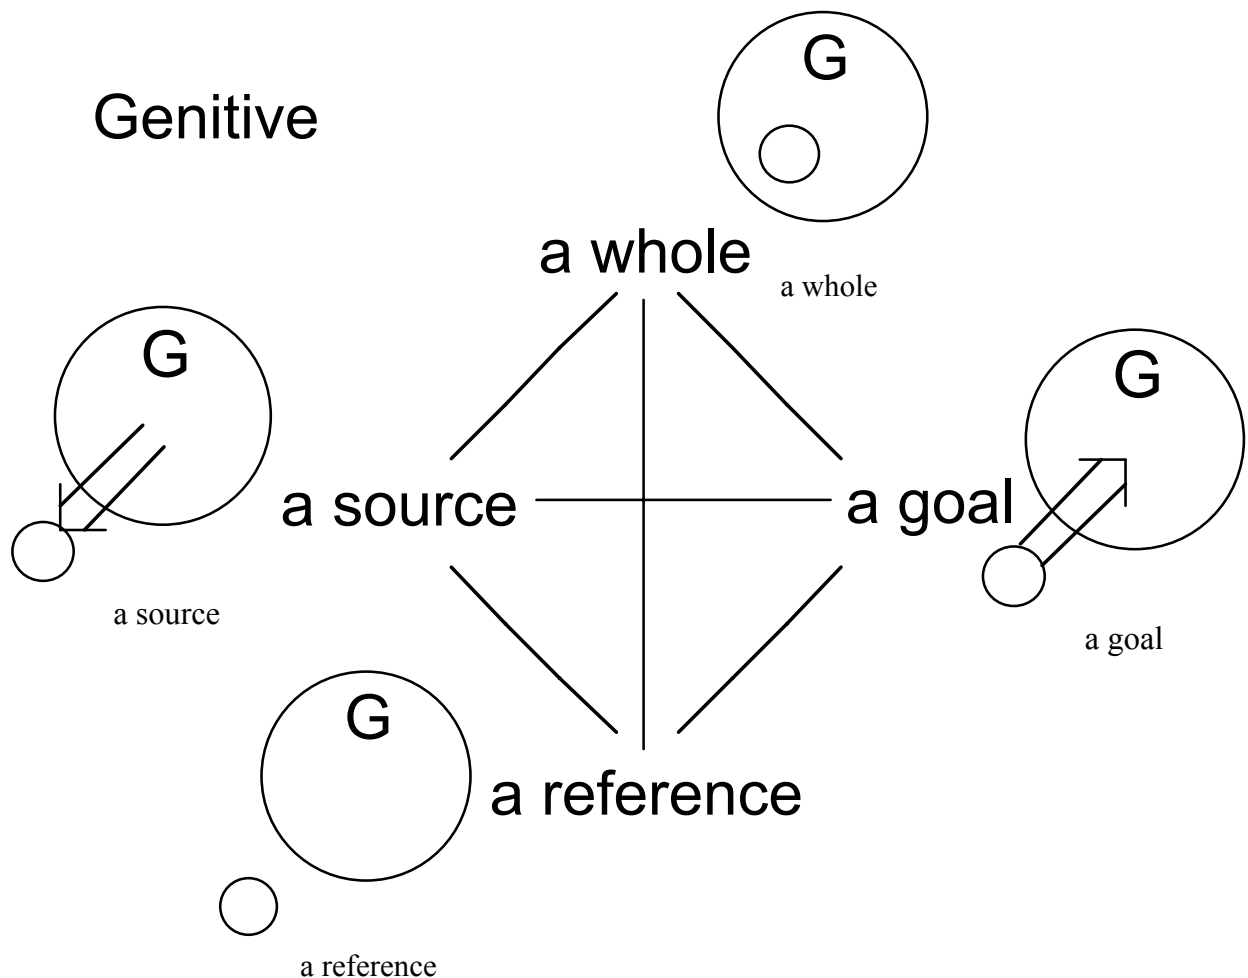 G
Genitive
a whole
a whole
G
G
a source
a goal
a source
a goal
G
a reference
a reference